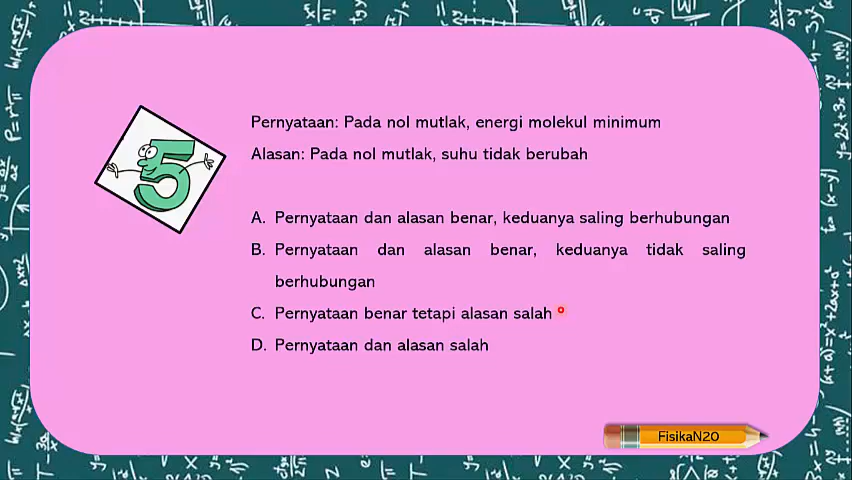 5
Pernyataan: Pada nol mutlak, energi molekul minimum
Alasan: Pada nol mutlak, suhu tidak berubah
A. Pernyataan dan alasan benar, keduanya saling berhubungan
B. Pernyataan dan alasan benar, keduanya tidak saling
berhubungan
C. Pernyataan benar tetapi alasan salah
D. Pernyataan dan alasan salah
FisikaN20